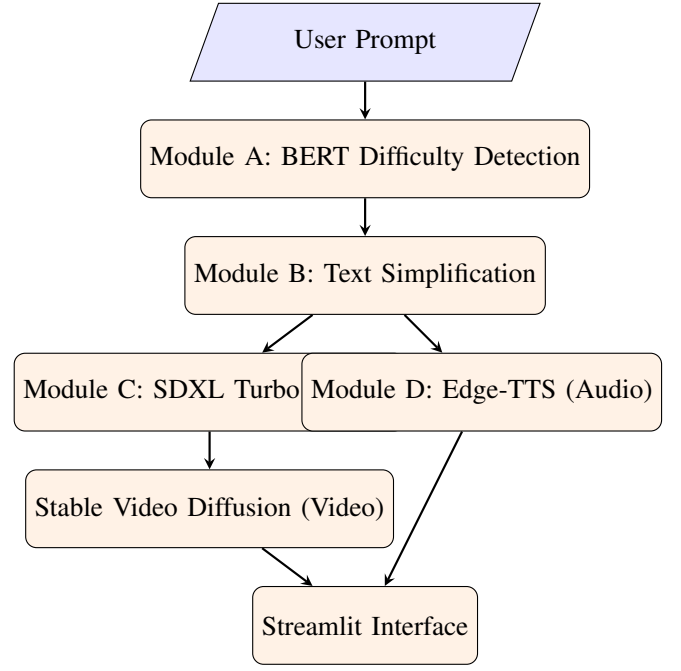 User Prompt
Module A: BERT Difficulty Detection
Module B: Text Simplification
Module C: SDXL Turbo
Module D: Edge-TTS (Audio)
Stable Video Diffusion (Video)
Streamlit Interface